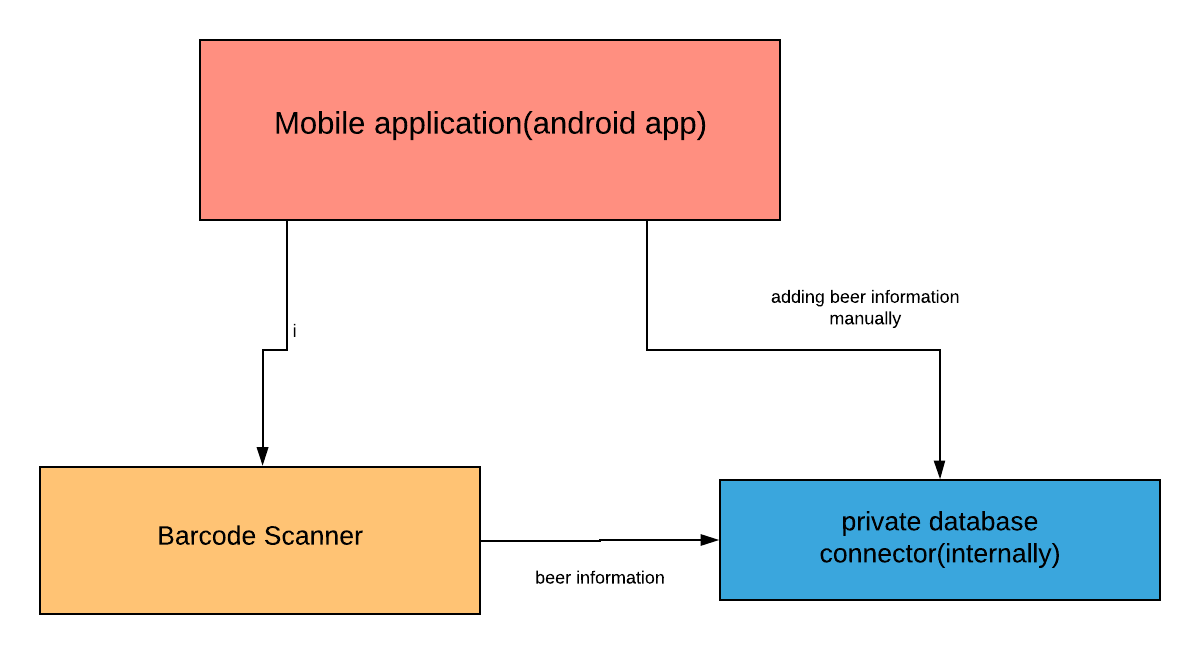 Mobile application(android app)
adding beer information
manually
i
Barcode Scanner
private database
connector(internally)
beer information